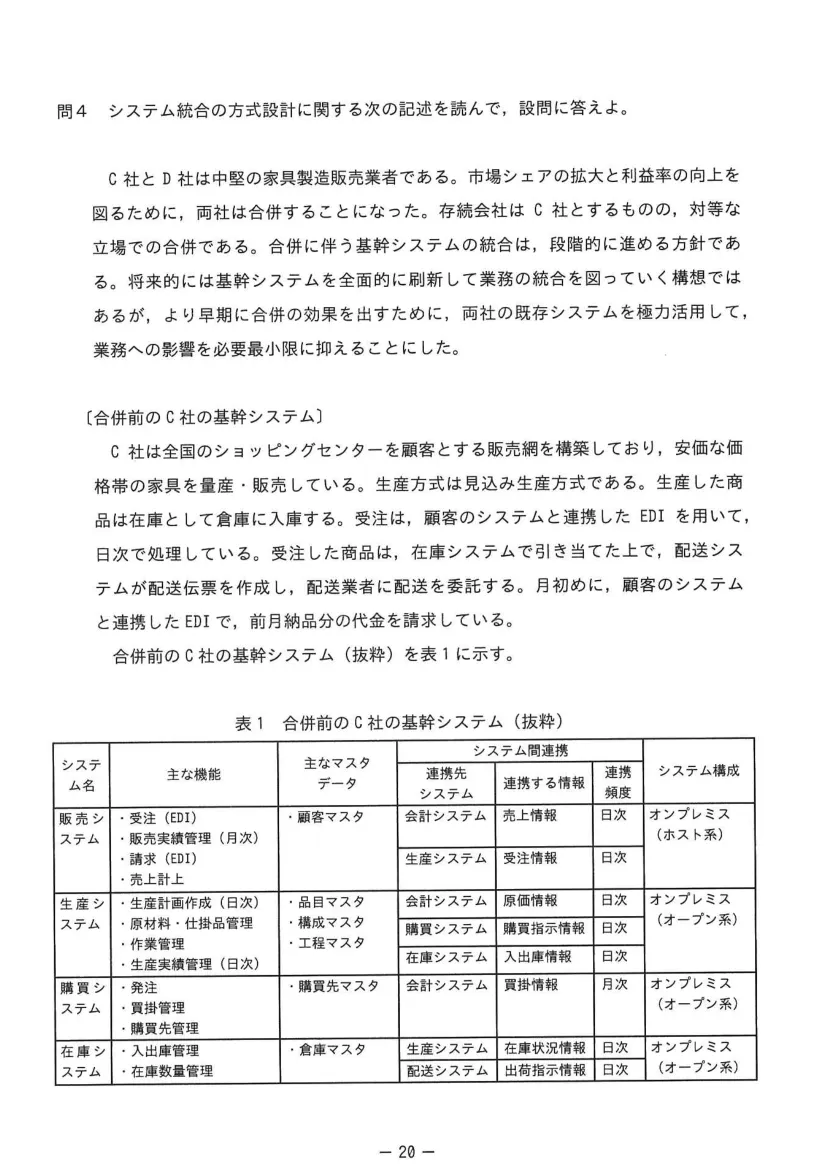 問4　システム統合の方式設計に関する次の記述を読んで，設問に答えよ。
C 社と D 社は中堅の家具製造販売業者である。市場シェアの拡大と利益率の向上を
図るために，両社は合併することになった。存続会社は C 社とするものの，対等な
立場での合併である。合併に伴う基幹システムの統合は，段階的に進める方針であ
る。将来的には基幹システムを全面的に刷新して業務の統合を図っていく構想では
あるが，より早期に合併の効果を出すために，両社の既存システムを極力活用して，
業務への影響を必要最小限に抑えることにした。
〔合併前の C 社の基幹システム〕
C 社は全国のショッピングセンターを顧客とする販売網を構築しており，安価な価
格帯の家具を量産・販売している。生産方式は見込み生産方式である。生産した商
品は在庫として倉庫に入庫する。受注は，顧客のシステムと連携した EDI を用いて，
日次で処理している。受注した商品は，在庫システムで引き当てた上で，配送シス
テムが配送伝票を作成し，配送業者に配送を委託する。月初めに，顧客のシステム
と連携した EDI で，前月納品分の代金を請求している。
合併前の C 社の基幹システム（抜粋）を表 1 に示す。
表 1　合併前の C 社の基幹システム（抜粋）
システム名　主な機能　主なマスタデータ　システム間連携　システム構成
連携先システム　連携する情報　連携頻度
販売システム　・受注（EDI）　・顧客マスタ　会計システム　売上情報　日次　オンプレミス
・販売実績管理（月次）　（ホスト系）
・請求（EDI）　生産システム　受注情報　日次
・売上計上
生産システム　・生産計画作成（日次）　・品目マスタ　会計システム　原価情報　日次　オンプレミス
・原材料・仕掛品管理　・構成マスタ　購買システム　購買指示情報　日次　（オープン系）
・作業管理　・工程マスタ
・生産実績管理（日次）　在庫システム　入出庫情報　日次
購買システム　・発注　・購買先マスタ　会計システム　買掛情報　月次　オンプレミス
・買掛管理　（オープン系）
・購買先管理
在庫システム　・入出庫管理　・倉庫マスタ　生産システム　在庫状況情報　日次　オンプレミス
・在庫数量管理　配送システム　出荷指示情報　日次　（オープン系）
― 20 ―